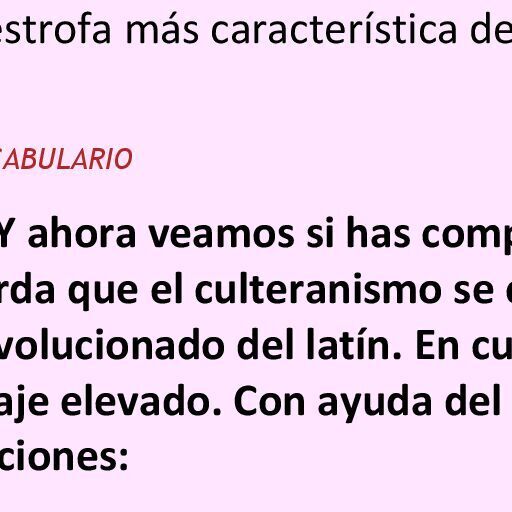 estrofa más característica de
ABULARIO
Y ahora veamos si has comp
rda que el culteranismo se
volucionado del latín. En cu
aje elevado. Con ayuda del
ciones: